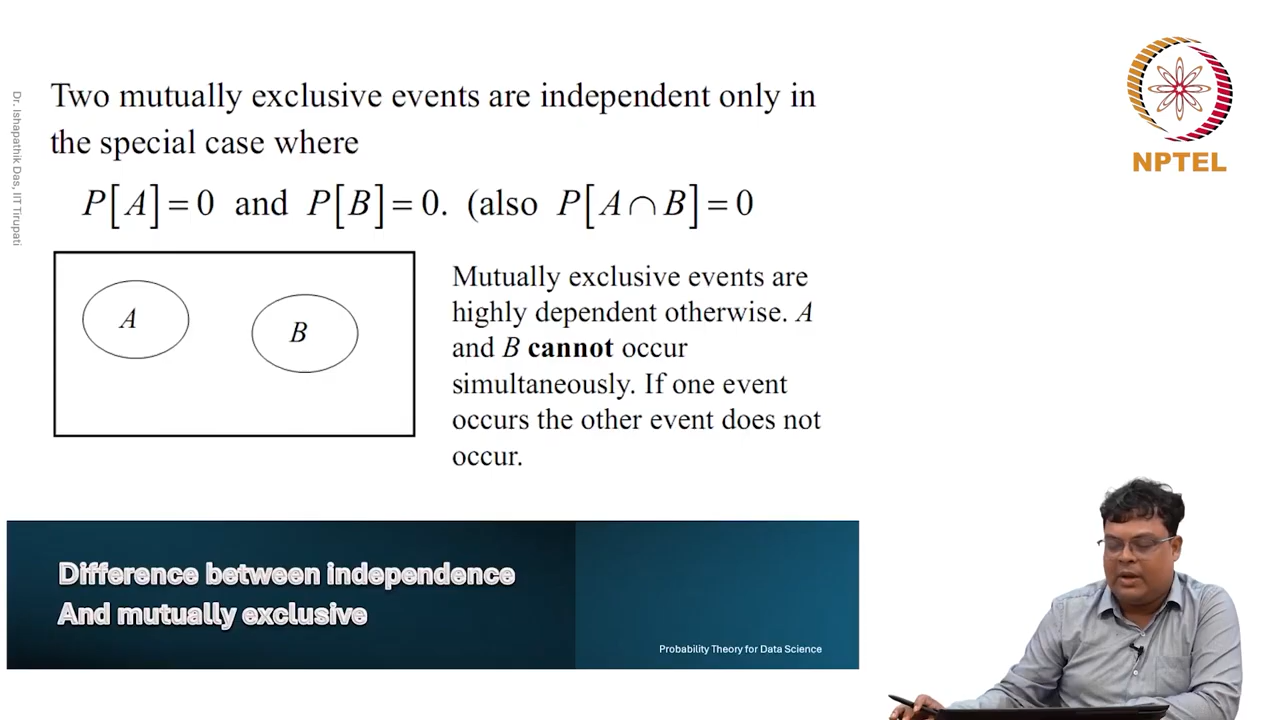 Two mutually exclusive events are independent only in
the special case where
P[A] = 0 and P[B] = 0. (also P[A ∩ B] = 0
A
B
Mutually exclusive events are
highly dependent otherwise. A
and B cannot occur
simultaneously. If one event
occurs the other event does not
occur.
Difference between independence
And mutually exclusive
Probability Theory for Data Science
Dr. Ishapathik Das, IIT Tirupati
NPTEL